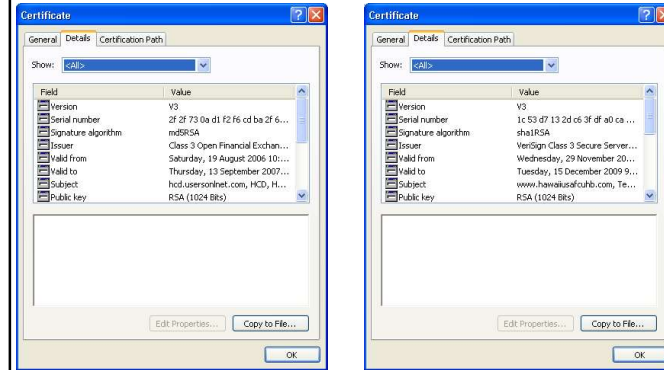 Certificate
General Details Certification Path
Show: <All>
Field Value
Version V3
Serial number 2f 2f 73 0a d1 f2 f6 cd ba 2f 6...
Signature algorithm md5RSA
Issuer Class 3 Open Financial Exchan...
Valid from Saturday, 19 August 2006 10:...
Valid to Thursday, 13 September 2007...
Subject hcd.usersonlnet.com, HCD, H...
Public key RSA (1024 Bits)
Edit Properties... Copy to File...
OK
Certificate
General Details Certification Path
Show: <All>
Field Value
Version V3
Serial number 1c 53 d7 13 2d c6 3f df a0 ca ...
Signature algorithm sha1RSA
Issuer VeriSign Class 3 Secure Server...
Valid from Wednesday, 29 November 20...
Valid to Tuesday, 15 December 2009 9...
Subject www.hawaiiusafcuhb.com, Te...
Public key RSA (1024 Bits)
Edit Properties... Copy to File...
OK